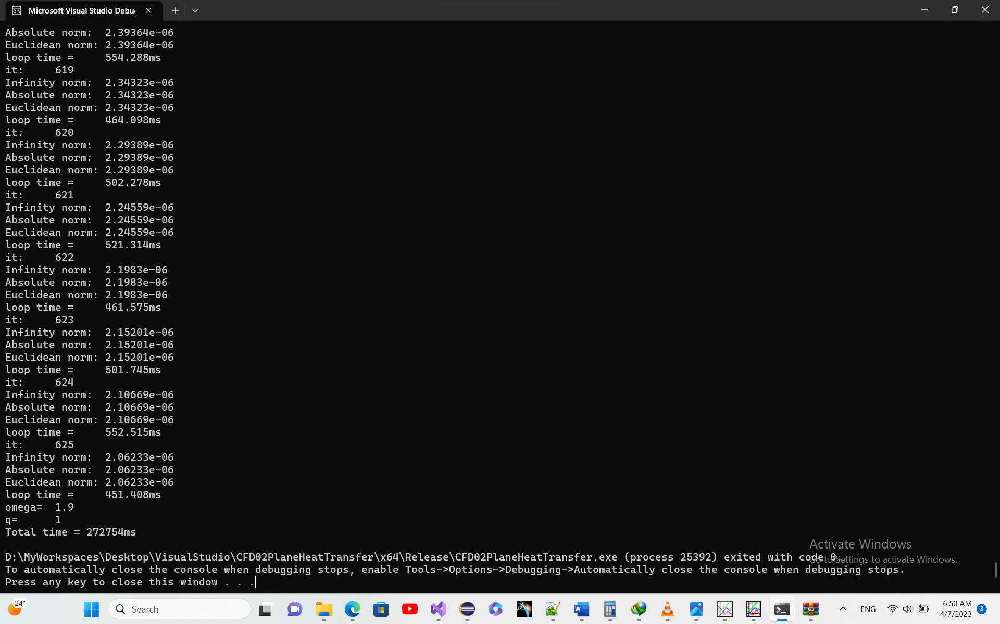 Microsoft Visual Studio Debug
Absolute norm:  2.39364e-06
Euclidean norm: 2.39364e-06
loop time =     554.288ms
it:     619
Infinity norm:  2.34323e-06
Absolute norm:  2.34323e-06
Euclidean norm: 2.34323e-06
loop time =     464.098ms
it:     620
Infinity norm:  2.29389e-06
Absolute norm:  2.29389e-06
Euclidean norm: 2.29389e-06
loop time =     502.278ms
it:     621
Infinity norm:  2.24559e-06
Absolute norm:  2.24559e-06
Euclidean norm: 2.24559e-06
loop time =     521.314ms
it:     622
Infinity norm:  2.1983e-06
Absolute norm:  2.1983e-06
Euclidean norm: 2.1983e-06
loop time =     461.575ms
it:     623
Infinity norm:  2.15201e-06
Absolute norm:  2.15201e-06
Euclidean norm: 2.15201e-06
loop time =     501.745ms
it:     624
Infinity norm:  2.10669e-06
Absolute norm:  2.10669e-06
Euclidean norm: 2.10669e-06
loop time =     552.515ms
it:     625
Infinity norm:  2.06233e-06
Absolute norm:  2.06233e-06
Euclidean norm: 2.06233e-06
loop time =     451.408ms
omega=  1.9
q=      1
Total time = 272754ms
Activate Windows
Go to Settings to activate Windows.
D:\MyWorkspaces\Desktop\VisualStudio\CFD02PlaneHeatTransfer\x64\Release\CFD02PlaneHeatTransfer.exe (process 25392) exited with code 0.
To automatically close the console when debugging stops, enable Tools->Options->Debugging->Automatically close the console when debugging stops.
Press any key to close this window . . .
24°
Search
ENG
6:50 AM
4/7/2023
3